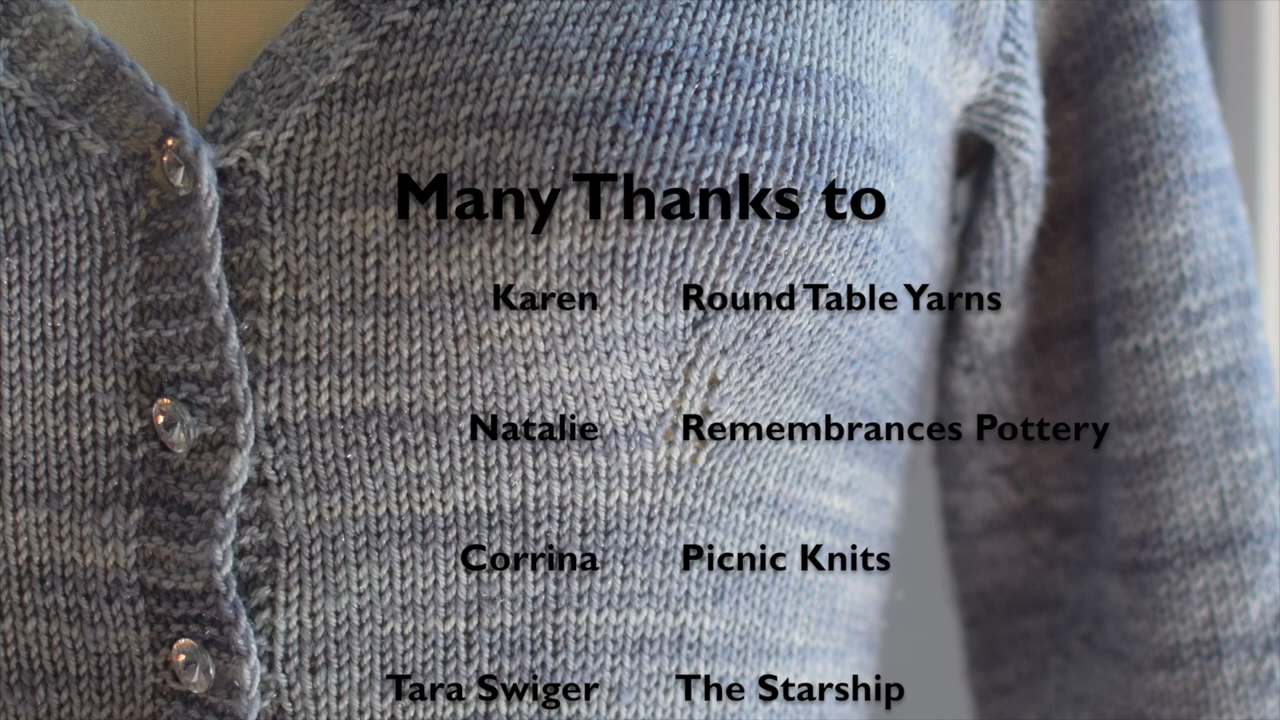 Many Thanks to
Karen Round Table Yarns
Natalie Remembrances Pottery
Corrina Picnic Knits
Tara Swiger The Starship